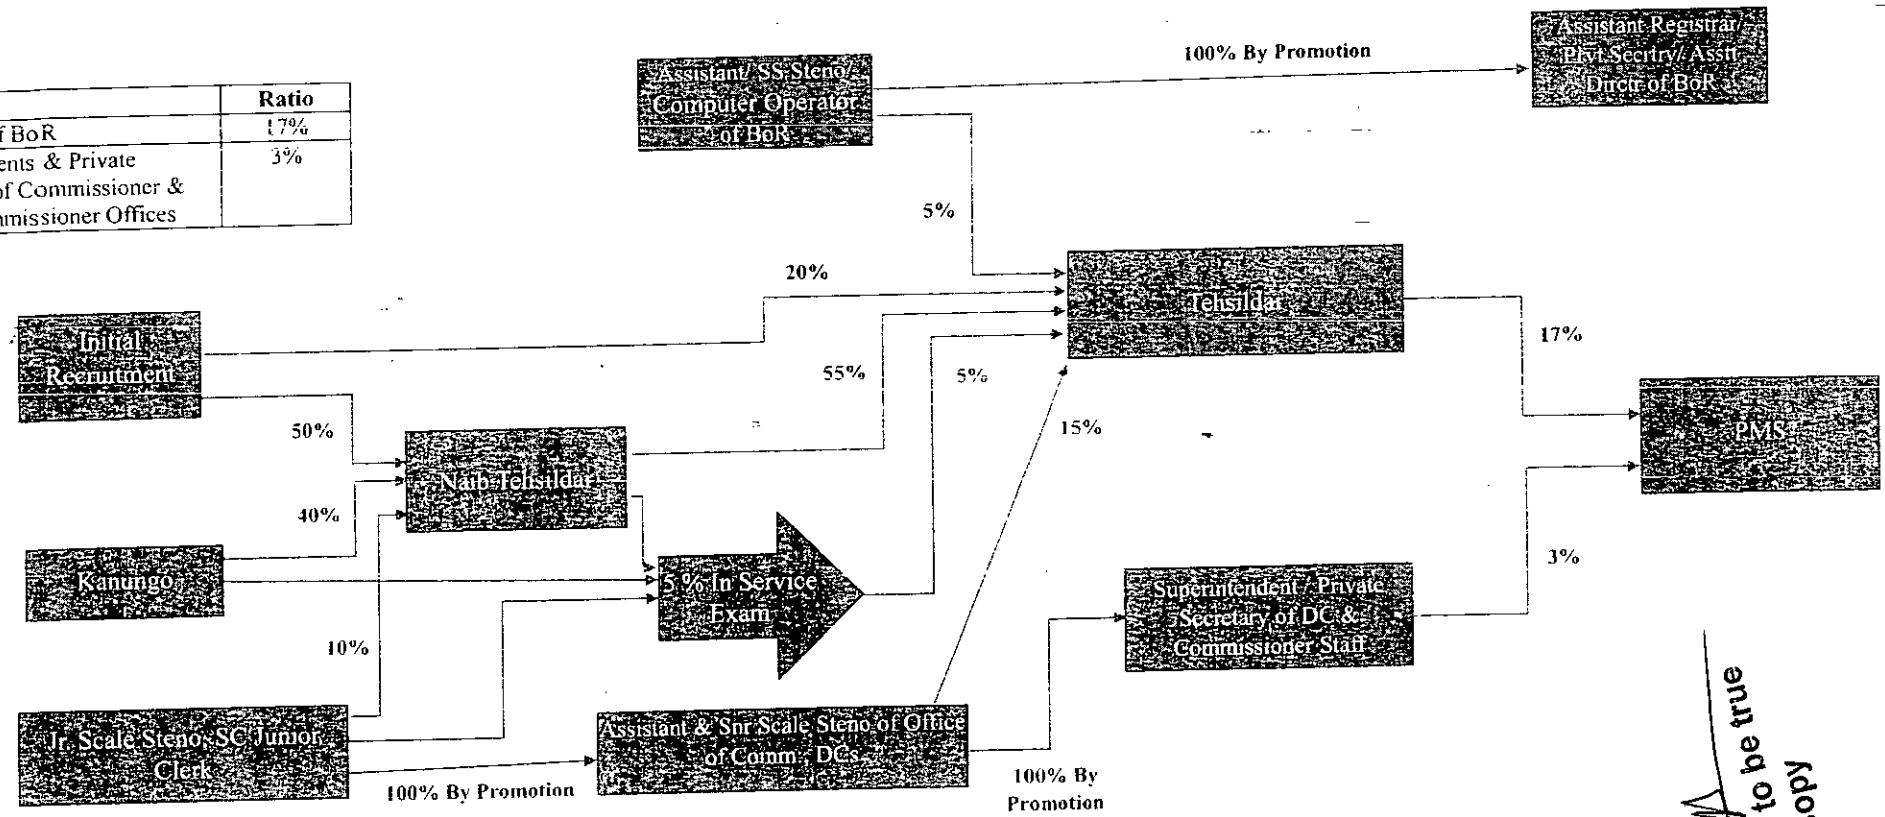 Ratio
f BoR
17%
ents & Private
3%
of Commissioner &
mmissioner Offices
Assistant/ SS Steno/
Computer Operator
of BoR
100% By Promotion
Assistant Registrar/
Prvt Secrtry/ Asstt
Dirctr of BoR
5%
20%
Tehsildar
Initial
Recruitment
17%
55%
5%
50%
15%
PMS
Naib Tehsildar
40%
Kanungo
5 % In Service
Exam
3%
Superintendent / Private
Secretary of DC &
Commissioner Staff
10%
Jr. Scale Steno, SC Junior
Clerk
Assistant & Snr Scale Steno of Office
of Comm, DCs
100% By Promotion
100% By
Promotion
to be true
opy